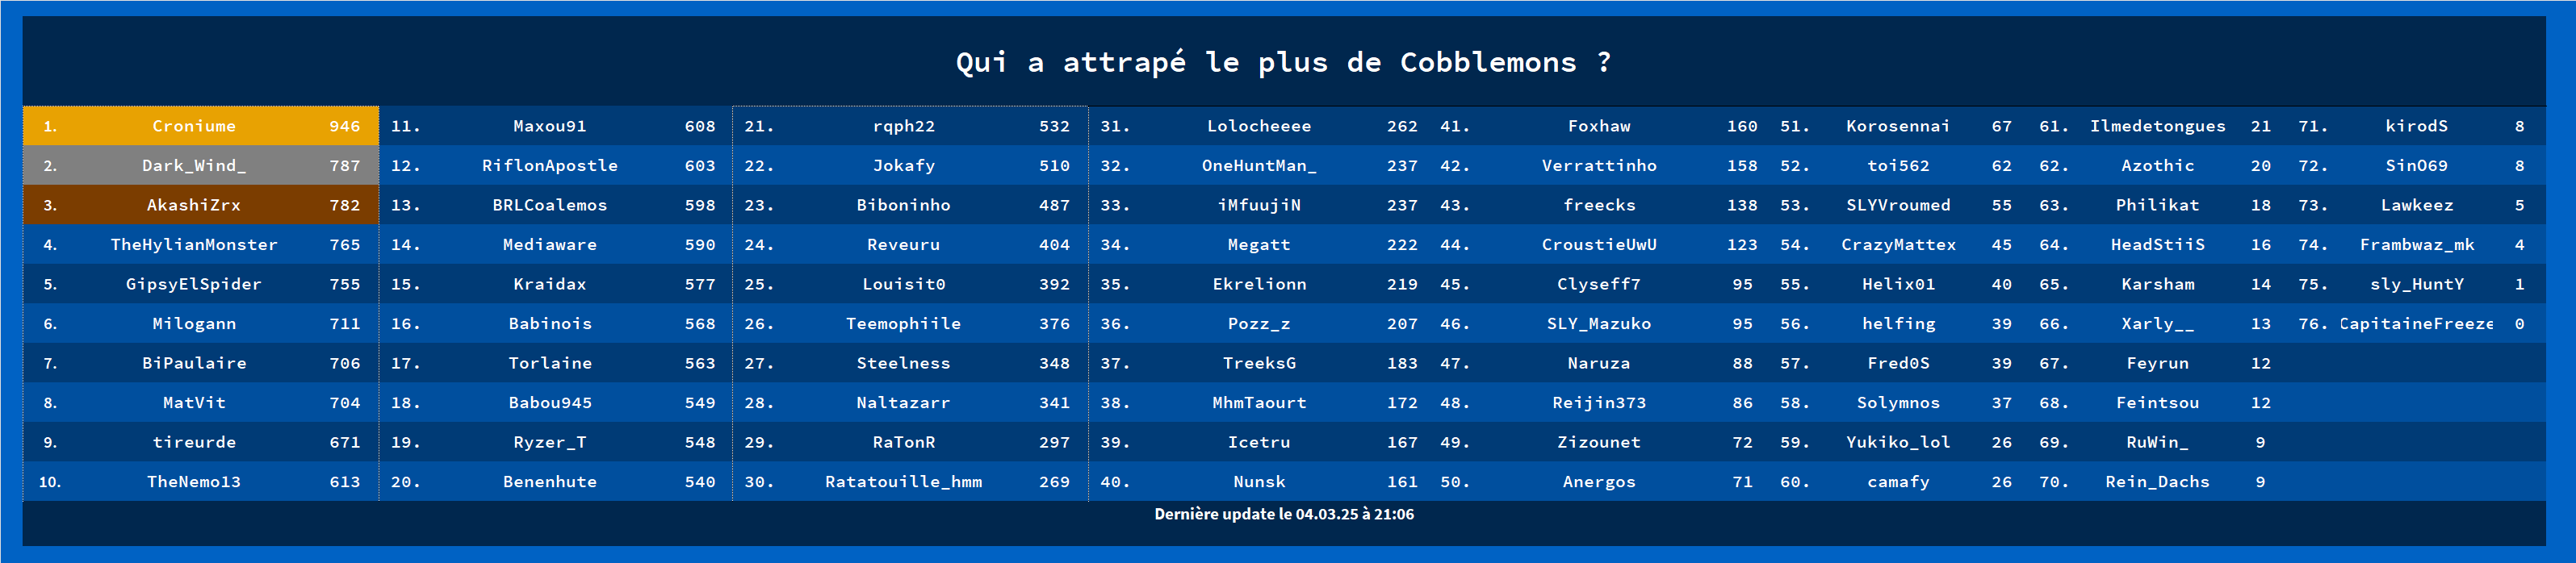 Qui a attrapé le plus de Cobblemons ?
1. Croniume 946 11. Maxou91 608 21. rqph22 532 31. Lolocheeee 262 41. Foxhaw 160 51. Korosennai 67 61. Ilmedetongues 21 71. kirodS 8
2. Dark_Wind_ 787 12. RiflonApostle 603 22. Jokafy 510 32. OneHuntMan_ 237 42. Verrattinho 158 52. toi562 62 62. Azothic 20 72. SinO69 8
3. AkashiZrx 782 13. BRLCoalemos 598 23. Biboninho 487 33. iMfuujiN 237 43. freecks 138 53. SLYVroumed 55 63. Philikat 18 73. Lawkeez 5
4. TheHylianMonster 765 14. Mediaware 590 24. Reveuru 404 34. Megatt 222 44. CroustieUwU 123 54. CrazyMattex 45 64. HeadStiiS 16 74. Frambwaz_mk 4
5. GipsyElSpider 755 15. Kraidax 577 25. Louisit0 392 35. Ekrelionn 219 45. Clyseff7 95 55. Helix01 40 65. Karsham 14 75. sly_HuntY 1
6. Milogann 711 16. Babinois 568 26. Teemophiile 376 36. Pozz_z 207 46. SLY_Mazuko 95 56. helfing 39 66. Xarly__ 13 76. CapitaineFreeze 0
7. BiPaulaire 706 17. Torlaine 563 27. Steelness 348 37. TreeksG 183 47. Naruza 88 57. Fred0S 39 67. Feyrun 12
8. MatVit 704 18. Babou945 549 28. Naltazarr 341 38. MhmTaourt 172 48. Reijin373 86 58. Solymnos 37 68. Feintsou 12
9. tireurde 671 19. Ryzer_T 548 29. RaTonR 297 39. Icetru 167 49. Zizounet 72 59. Yukiko_lol 26 69. RuWin_ 9
10. TheNemo13 613 20. Benenhute 540 30. Ratatouille_hmm 269 40. Nunsk 161 50. Anergos 71 60. camafy 26 70. Rein_Dachs 9
Dernière update le 04.03.25 à 21:06